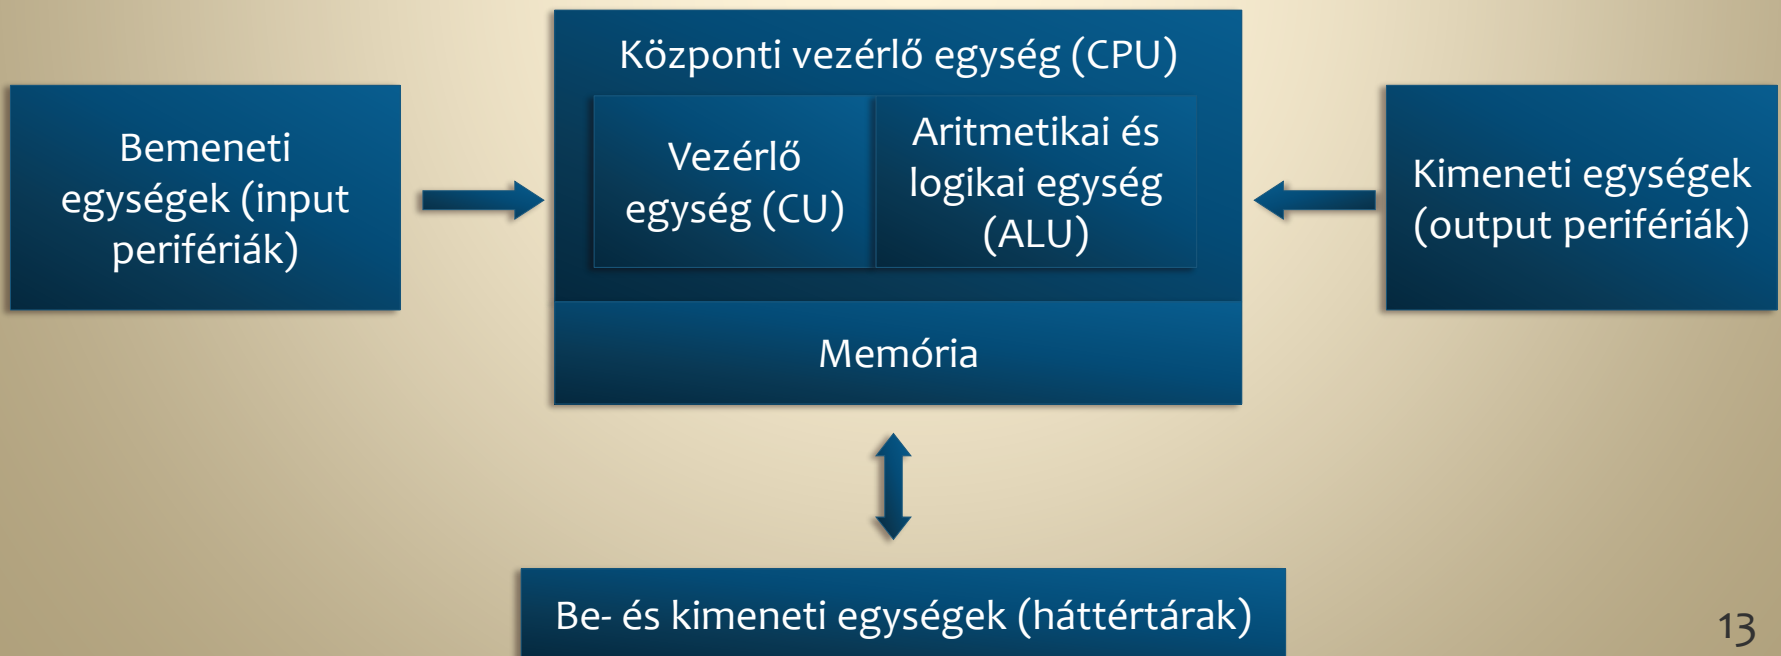 Központi vezérlő egység (CPU)
Bemeneti
egységek (input
perifériák)
Vezérlő
egység (CU)
Aritmetikai és
logikai egység
(ALU)
Kimeneti egységek
(output perifériák)
Memória
Be- és kimeneti egységek (háttértárak)
13